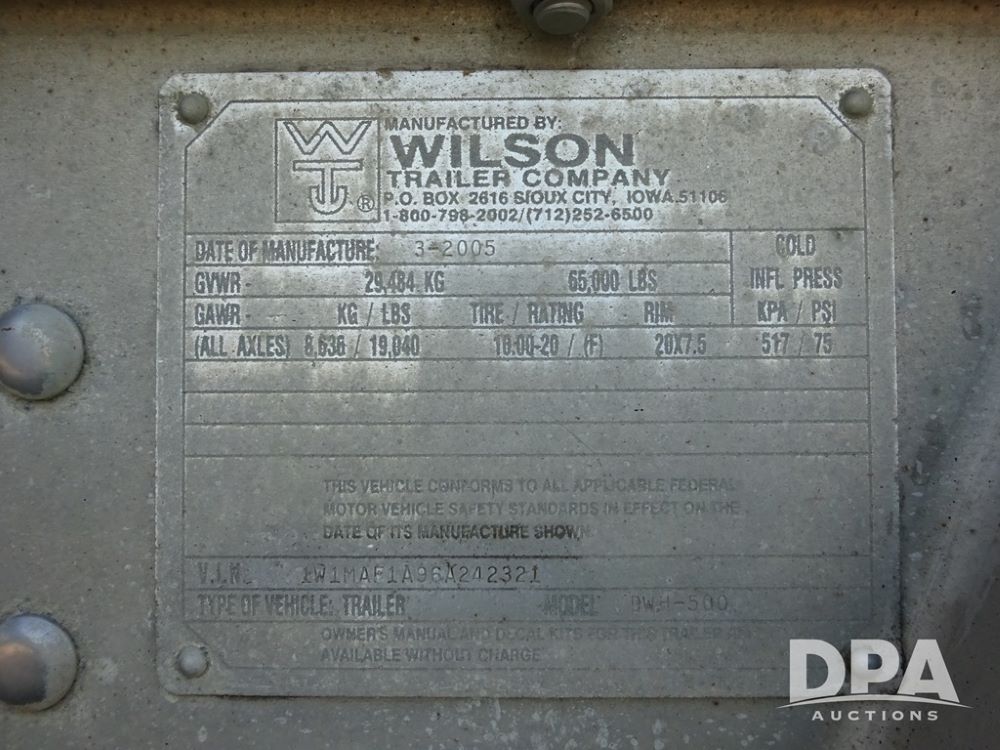 MANUFACTURED BY:
WILSON
TRAILER COMPANY
P.O. BOX 2616 SIOUX CITY, IOWA.51106
1-800-798-2002/(712)252-6500
DATE OF MANUFACTURE: 3-2005
COLD
GVWR 29,484 KG 65,000 LBS
INFL PRESS
GAWR KG / LBS TIRE / RATING RIM KPA / PSI
(ALL AXLES) 8,636 / 19,040 10.00-20 / (F) 20X7.5 517 / 75
THIS VEHICLE CONFORMS TO ALL APPLICABLE FEDERAL
MOTOR VEHICLE SAFETY STANDARDS IN EFFECT ON THE
DATE OF ITS MANUFACTURE SHOWN
V.I.N. 1W1MAF1A96A242321
TYPE OF VEHICLE: TRAILER MODEL DWH-500
OWNER'S MANUAL AND DECAL KITS FOR THIS TRAILER
AVAILABLE WITHOUT CHARGE
DPA
AUCTIONS